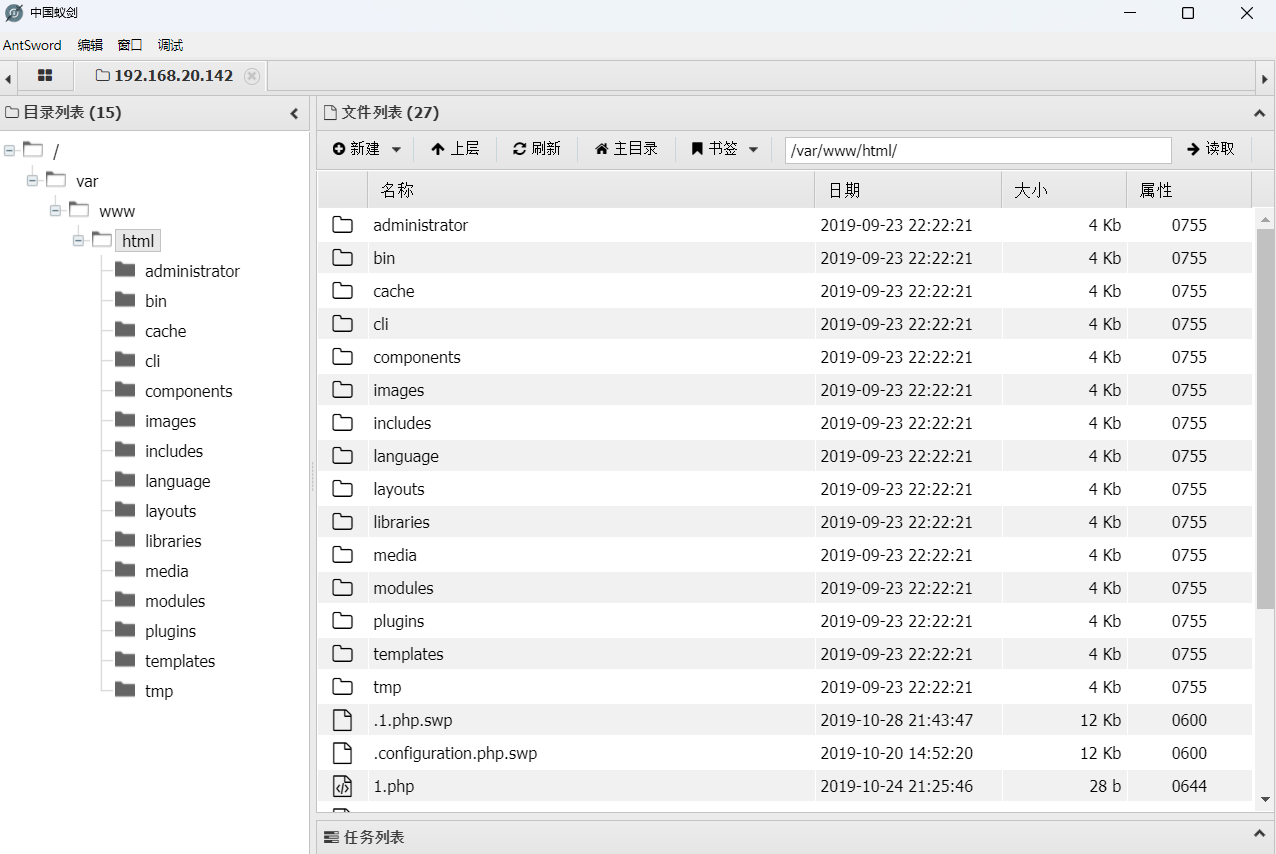 中国蚁剑
AntSword 编辑 窗口 调试
192.168.20.142
目录列表 (15)
/
var
www
html
administrator
bin
cache
cli
components
images
includes
language
layouts
libraries
media
modules
plugins
templates
tmp
文件列表 (27)
新建 上层 刷新 主目录 书签 /var/www/html/ 读取
名称 日期 大小 属性
administrator 2019-09-23 22:22:21 4 Kb 0755
bin 2019-09-23 22:22:21 4 Kb 0755
cache 2019-09-23 22:22:21 4 Kb 0755
cli 2019-09-23 22:22:21 4 Kb 0755
components 2019-09-23 22:22:21 4 Kb 0755
images 2019-09-23 22:22:21 4 Kb 0755
includes 2019-09-23 22:22:21 4 Kb 0755
language 2019-09-23 22:22:21 4 Kb 0755
layouts 2019-09-23 22:22:21 4 Kb 0755
libraries 2019-09-23 22:22:21 4 Kb 0755
media 2019-09-23 22:22:21 4 Kb 0755
modules 2019-09-23 22:22:21 4 Kb 0755
plugins 2019-09-23 22:22:21 4 Kb 0755
templates 2019-09-23 22:22:21 4 Kb 0755
tmp 2019-09-23 22:22:21 4 Kb 0755
.1.php.swp 2019-10-28 21:43:47 12 Kb 0600
.configuration.php.swp 2019-10-20 14:52:20 12 Kb 0600
1.php 2019-10-24 21:25:46 28 b 0644
任务列表